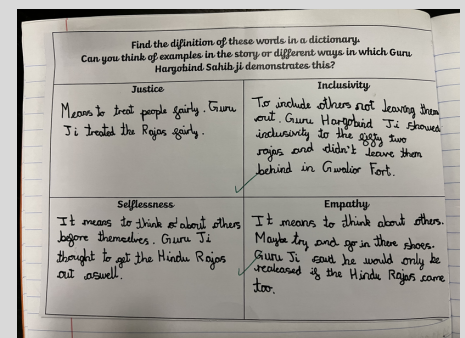 Find the difinition of these words in a dictionary.
Can you think of examples in the story or different ways in which Guru
Hargobind Sahib ji demonstrates this?
Justice
Means to treat people fairly. Guru
Ji treated the Rajas fairly.
Inclusivity
To include others not leaving them
out. Guru Hargobind Ji showed
inclusivity to the fifty two
rajas and didn't leave them
behind in Gwalior Fort.
Selflessness
It means to think about others
before themselves. Guru Ji
thought to get the Hindu Rajas
out aswell.
Empathy
It means to think about others.
Maybe try and go in there shoes.
Guru Ji said he would only be
realeased if the Hindu Rajas came
too.